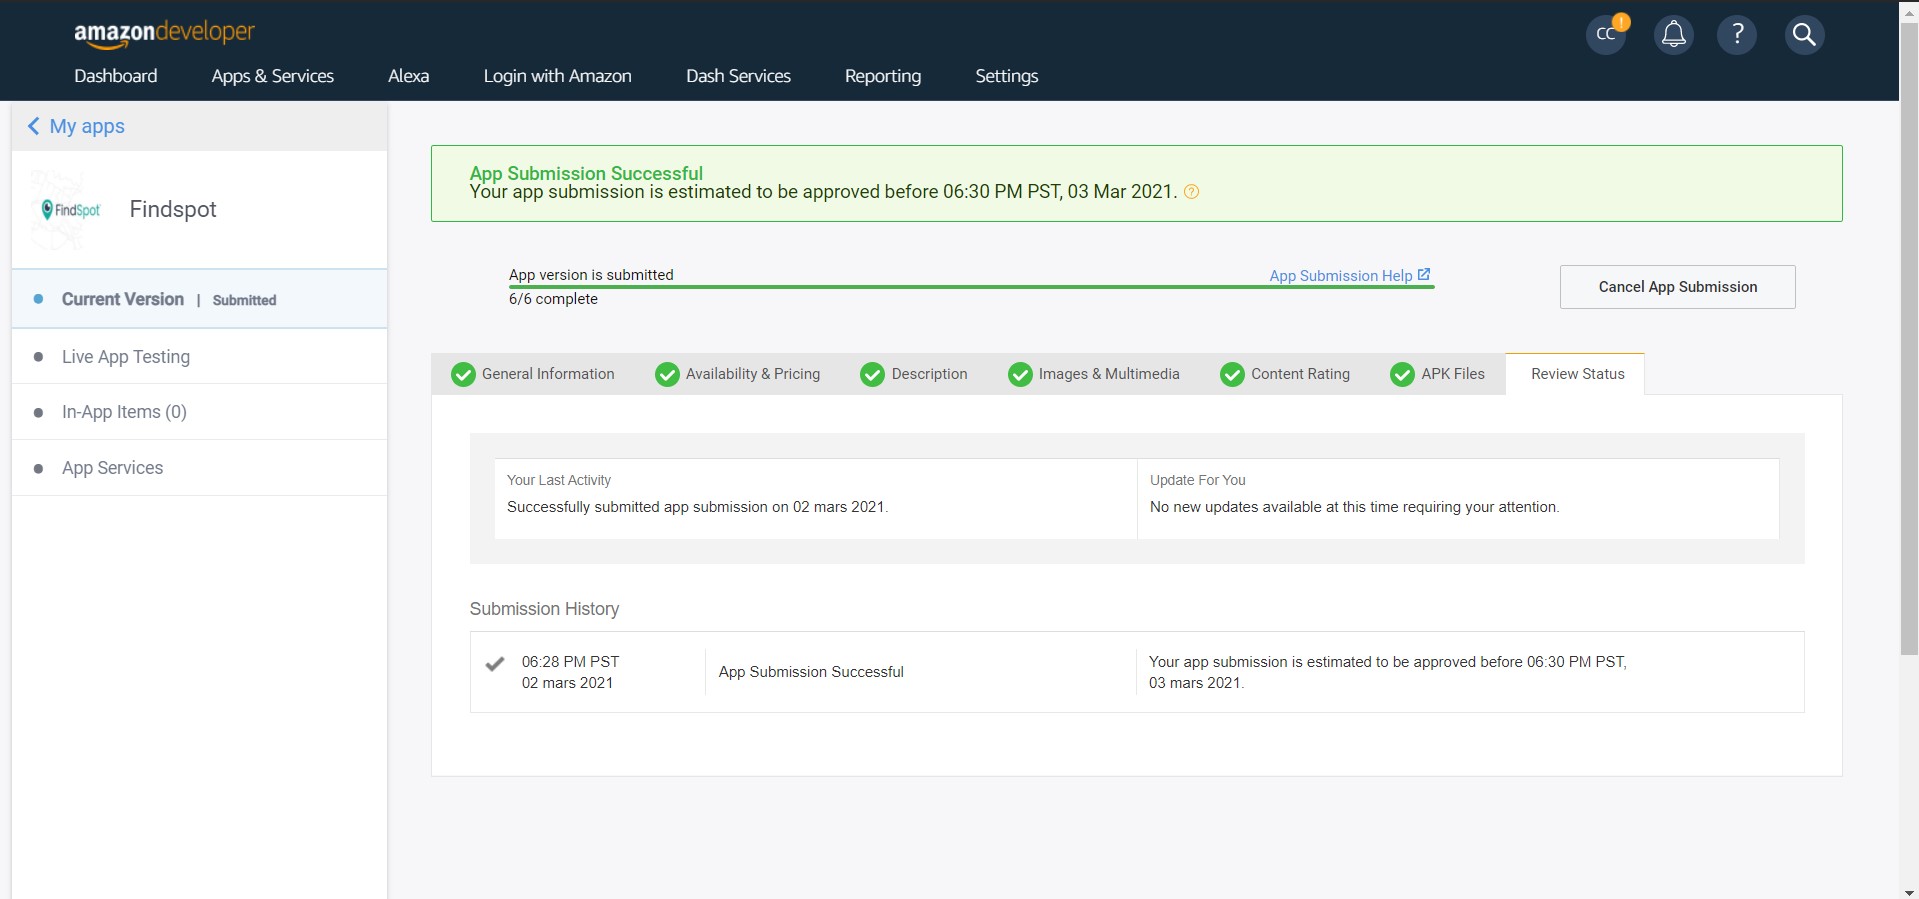 amazondeveloper
CC
!
?
Dashboard
Apps & Services
Alexa
Login with Amazon
Dash Services
Reporting
Settings
My apps
FindSpot
Findspot
Current Version | Submitted
Live App Testing
In-App Items (0)
App Services
App Submission Successful
Your app submission is estimated to be approved before 06:30 PM PST, 03 Mar 2021. ?
App version is submitted
App Submission Help
6/6 complete
Cancel App Submission
General Information
Availability & Pricing
Description
Images & Multimedia
Content Rating
APK Files
Review Status
Your Last Activity
Successfully submitted app submission on 02 mars 2021.
Update For You
No new updates available at this time requiring your attention.
Submission History
06:28 PM PST
02 mars 2021
App Submission Successful
Your app submission is estimated to be approved before 06:30 PM PST,
03 mars 2021.